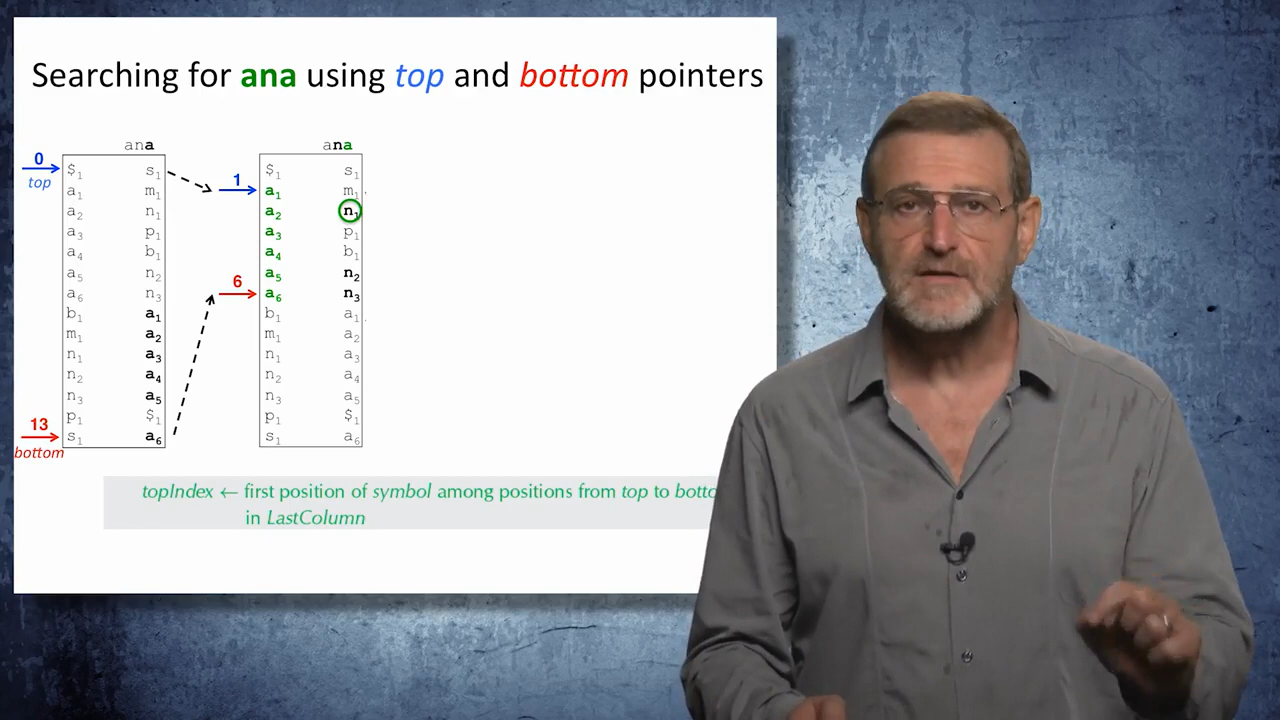 Searching for ana using top and bottom pointers
ana
ana
0
top
1
6
13
bottom
$1 s1
a1 m1
a2 n1
a3 p1
a4 b1
a5 n2
a6 n3
b1 a1
m1 a2
n1 a3
n2 a4
n3 a5
p1 $1
s1 a6
$1 s1
a1 m1
a2 n1
a3 p1
a4 b1
a5 n2
a6 n3
b1 a1
m1 a2
n1 a3
n2 a4
n3 a5
p1 $1
s1 a6
topIndex ← first position of symbol among positions from top to botto
in LastColumn